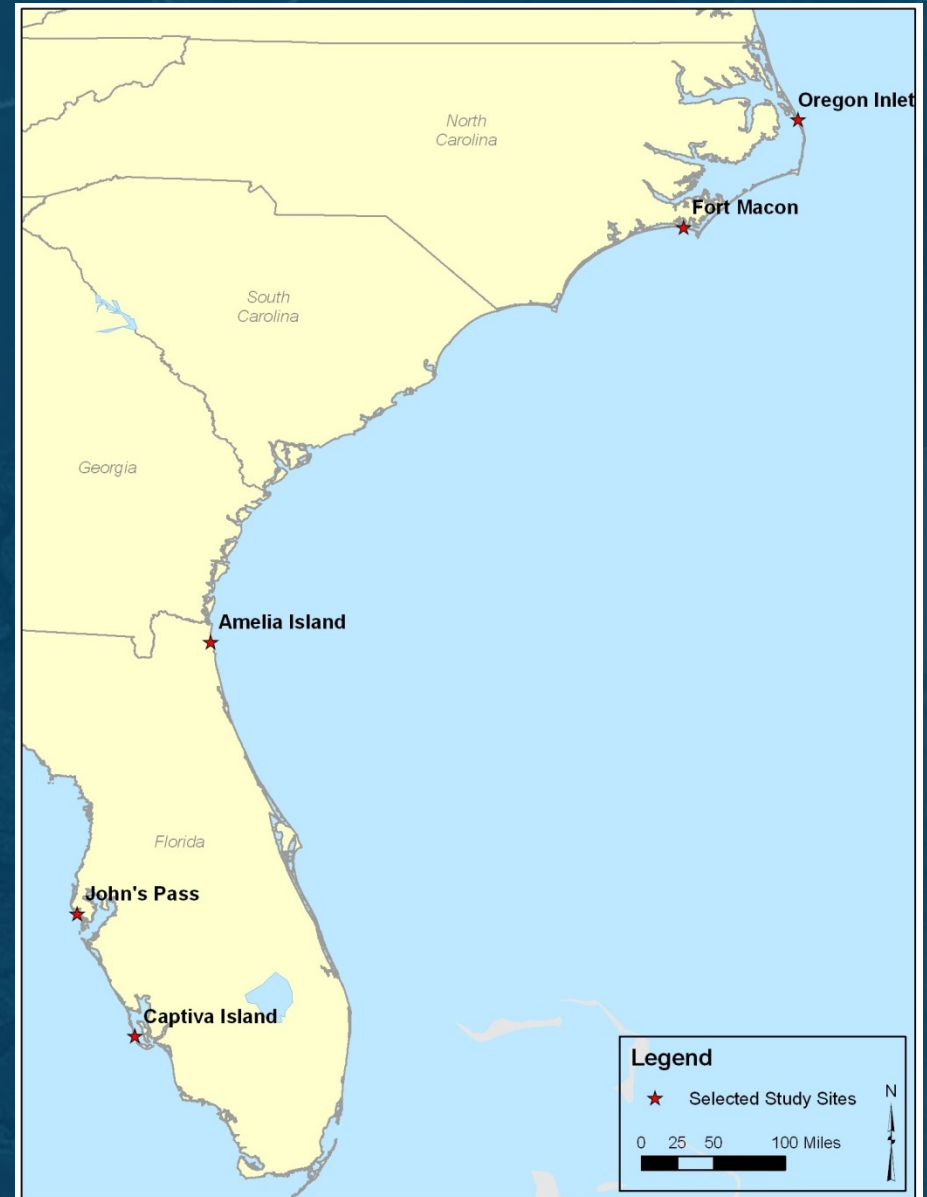 Oregon Inlet
North
Carolina
Fort Macon
South
Carolina
Georgia
Amelia Island
Florida
John's Pass
Captiva Island
Legend
Selected Study Sites
N
0 25 50 100 Miles